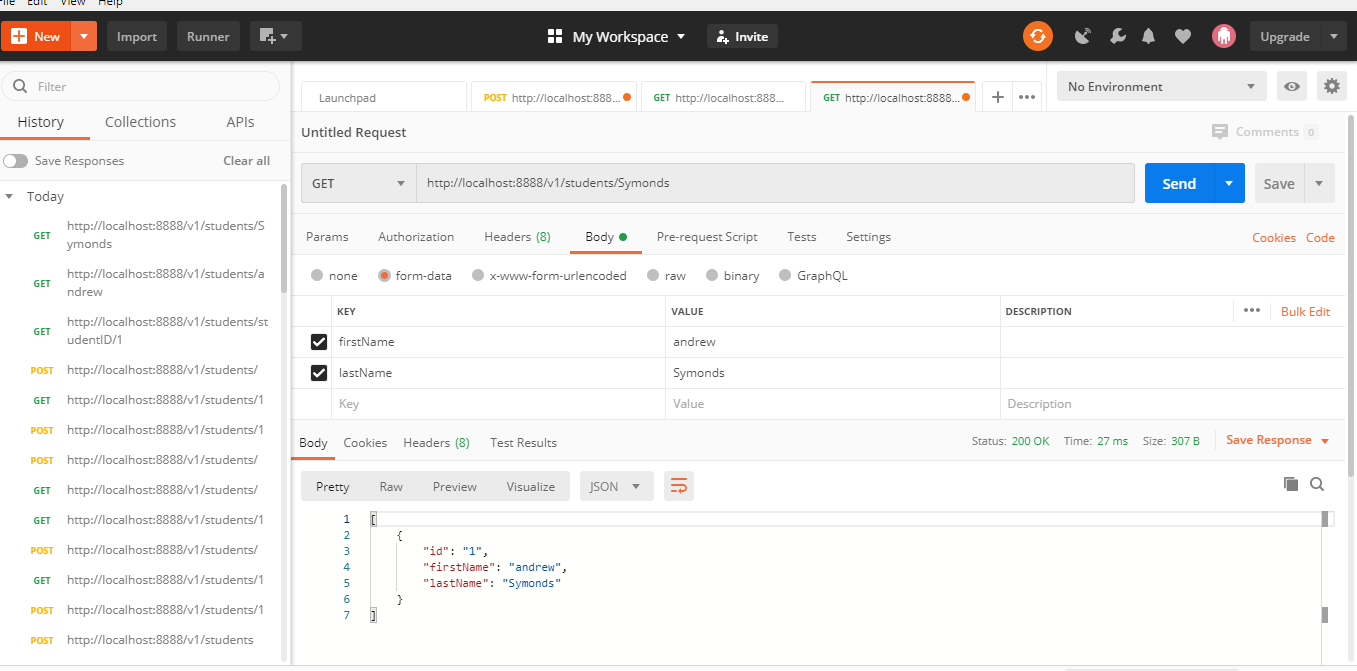 File Edit View Help
New Import Runner My Workspace Invite Upgrade
Filter
History Collections APIs
Save Responses Clear all
Today
GET http://localhost:8888/v1/students/S
ymonds
GET http://localhost:8888/v1/students/a
ndrew
GET http://localhost:8888/v1/students/st
udentID/1
POST http://localhost:8888/v1/students/
GET http://localhost:8888/v1/students/1
POST http://localhost:8888/v1/students/1
POST http://localhost:8888/v1/students/
GET http://localhost:8888/v1/students/
GET http://localhost:8888/v1/students/1
POST http://localhost:8888/v1/students/
GET http://localhost:8888/v1/students/1
POST http://localhost:8888/v1/students/1
POST http://localhost:8888/v1/students
Launchpad POST http://localhost:888... GET http://localhost:888... GET http://localhost:8888... No Environment
Untitled Request Comments 0
GET http://localhost:8888/v1/students/Symonds Send Save
Params Authorization Headers (8) Body Pre-request Script Tests Settings Cookies Code
none form-data x-www-form-urlencoded raw binary GraphQL
KEY VALUE DESCRIPTION Bulk Edit
firstName andrew
lastName Symonds
Key Value Description
Body Cookies Headers (8) Test Results Status: 200 OK Time: 27 ms Size: 307 B Save Response
Pretty Raw Preview Visualize JSON
1 [
2 {
3 "id": "1",
4 "firstName": "andrew",
5 "lastName": "Symonds"
6 }
7 ]